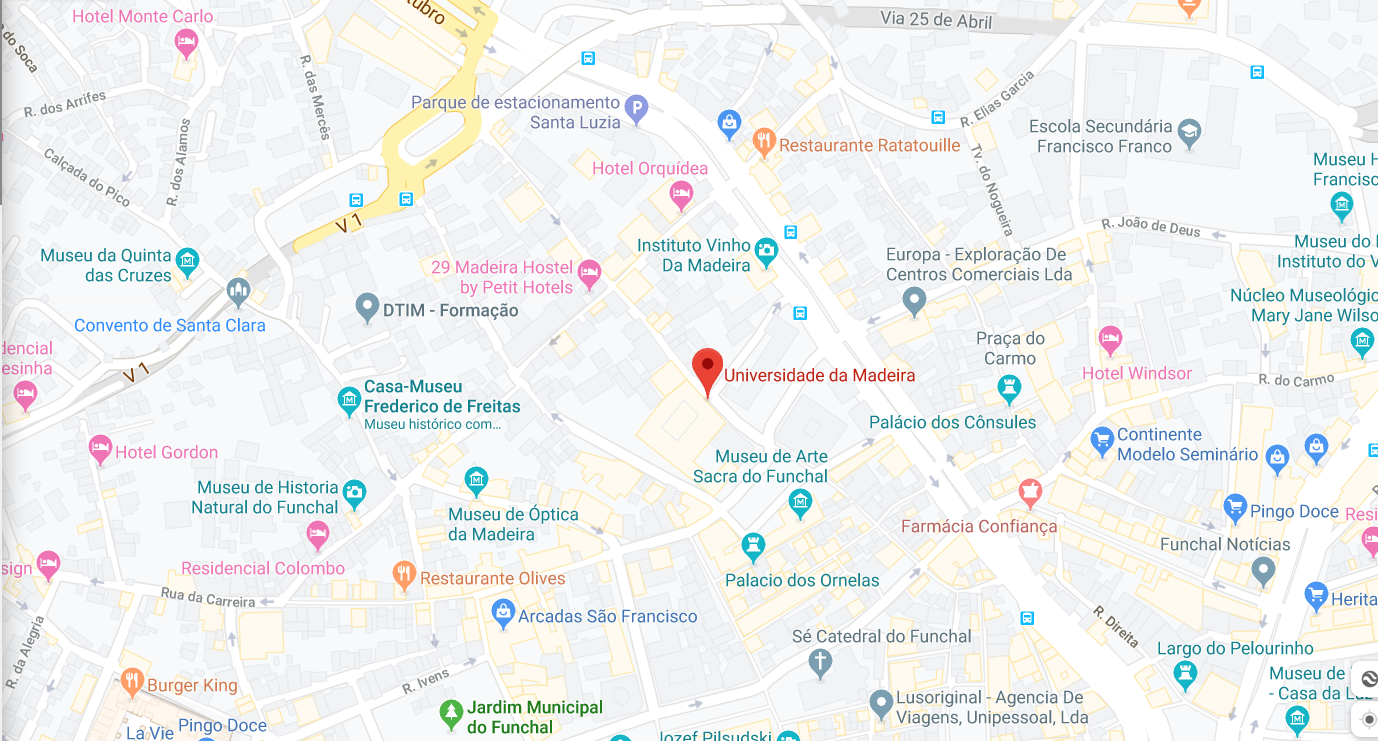 Hotel Monte Carlo
Via 25 de Abril
R. dos Arrifes
R. das Mercês
Parque de estacionamento
Santa Luzia
R. Elias Garcia
Escola Secundária
Francisco Franco
Restaurante Ratatouille
Calçada do Pico
R. dos Alamos
Hotel Orquídea
Tv. do Nogueira
Museu H
Francisc
V 1
R. João de Deus
Museu da Quinta
das Cruzes
Instituto Vinho
Da Madeira
Europa - Exploração De
Centros Comerciais Lda
Museu do
Instituto do V
29 Madeira Hostel
by Petit Hotels
DTIM - Formação
Núcleo Museológic
Mary Jane Wilso
Convento de Santa Clara
Praça do
Carmo
dencial
esinha
V 1
Universidade da Madeira
Hotel Windsor
R. do Carmo
Casa-Museu
Frederico de Freitas
Museu histórico com...
Palácio dos Cônsules
Hotel Gordon
Museu de Arte
Sacra do Funchal
Continente
Modelo Seminário
Museu de Historia
Natural do Funchal
Museu de Óptica
da Madeira
Farmácia Confiança
Pingo Doce
Resi
Funchal Notícias
sign
Residencial Colombo
Restaurante Olives
Palacio dos Ornelas
Rua da Carreira
Arcadas São Francisco
Herita
R. da Alegria
Sé Catedral do Funchal
R. Direita
Largo do Pelourinho
Burger King
R. Ivens
Jardim Municipal
do Funchal
Lusoriginal - Agencia De
Viagens, Unipessoal, Lda
Museu de
- Casa da Luz
La Vie
Pingo Doce
Jozef Pilsudski